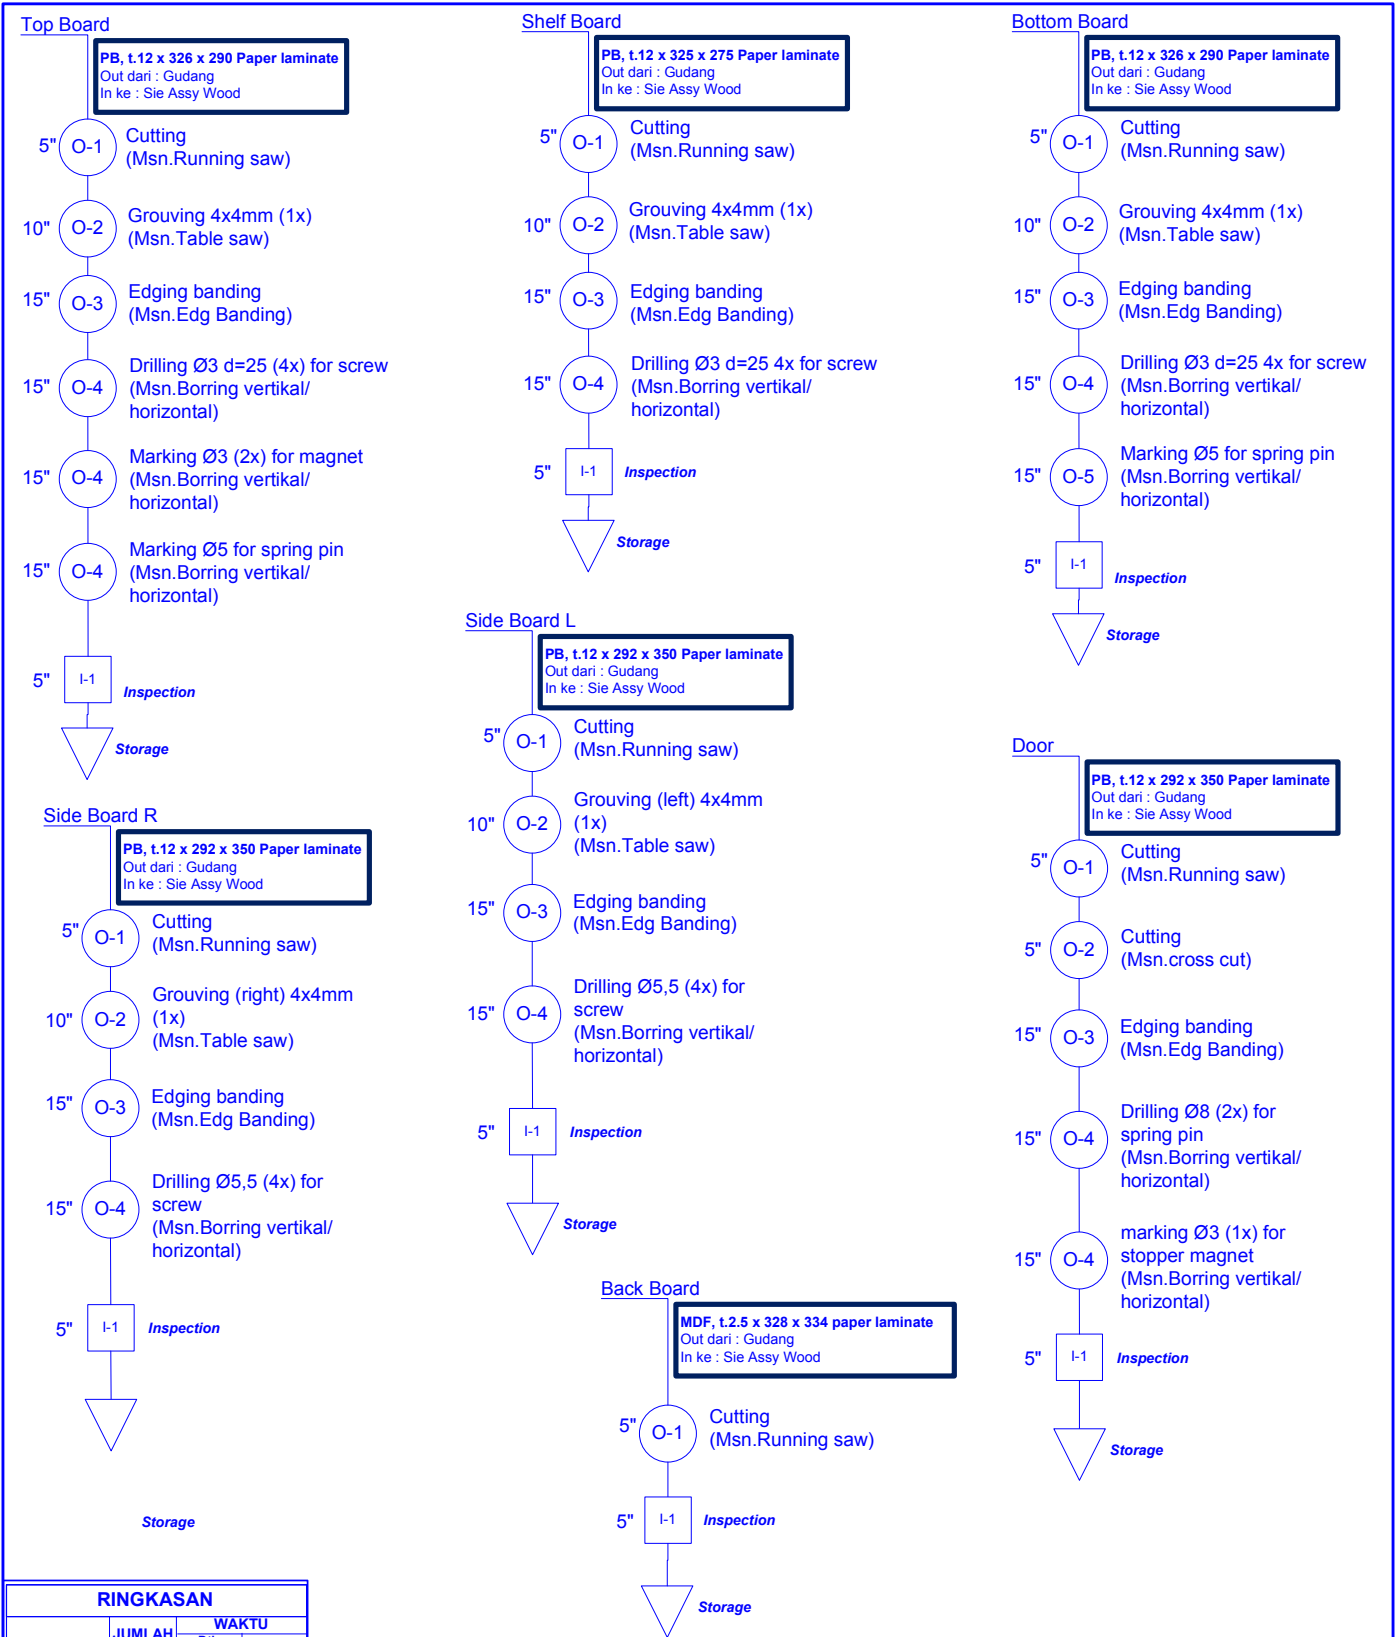 Top Board
PB, t.12 x 326 x 290 Paper laminate
Out dari : Gudang
In ke : Sie Assy Wood
5"
O-1
Cutting
(Msn.Running saw)
10"
O-2
Grouving 4x4mm (1x)
(Msn.Table saw)
15"
O-3
Edging banding
(Msn.Edg Banding)
15"
O-4
Drilling Ø3 d=25 (4x) for screw
(Msn.Borring vertikal/
horizontal)
15"
O-4
Marking Ø3 (2x) for magnet
(Msn.Borring vertikal/
horizontal)
15"
O-4
Marking Ø5 for spring pin
(Msn.Borring vertikal/
horizontal)
5"
I-1
Inspection
Storage
Shelf Board
PB, t.12 x 325 x 275 Paper laminate
Out dari : Gudang
In ke : Sie Assy Wood
5"
O-1
Cutting
(Msn.Running saw)
10"
O-2
Grouving 4x4mm (1x)
(Msn.Table saw)
15"
O-3
Edging banding
(Msn.Edg Banding)
15"
O-4
Drilling Ø3 d=25 4x for screw
(Msn.Borring vertikal/
horizontal)
5"
I-1
Inspection
Storage
Bottom Board
PB, t.12 x 326 x 290 Paper laminate
Out dari : Gudang
In ke : Sie Assy Wood
5"
O-1
Cutting
(Msn.Running saw)
10"
O-2
Grouving 4x4mm (1x)
(Msn.Table saw)
15"
O-3
Edging banding
(Msn.Edg Banding)
15"
O-4
Drilling Ø3 d=25 4x for screw
(Msn.Borring vertikal/
horizontal)
15"
O-5
Marking Ø5 for spring pin
(Msn.Borring vertikal/
horizontal)
5"
I-1
Inspection
Storage
Side Board R
PB, t.12 x 292 x 350 Paper laminate
Out dari : Gudang
In ke : Sie Assy Wood
5"
O-1
Cutting
(Msn.Running saw)
10"
O-2
Grouving (right) 4x4mm
(1x)
(Msn.Table saw)
15"
O-3
Edging banding
(Msn.Edg Banding)
15"
O-4
Drilling Ø5,5 (4x) for
screw
(Msn.Borring vertikal/
horizontal)
5"
I-1
Inspection
Storage
Side Board L
PB, t.12 x 292 x 350 Paper laminate
Out dari : Gudang
In ke : Sie Assy Wood
5"
O-1
Cutting
(Msn.Running saw)
10"
O-2
Grouving (left) 4x4mm
(1x)
(Msn.Table saw)
15"
O-3
Edging banding
(Msn.Edg Banding)
15"
O-4
Drilling Ø5,5 (4x) for
screw
(Msn.Borring vertikal/
horizontal)
5"
I-1
Inspection
Storage
Door
PB, t.12 x 292 x 350 Paper laminate
Out dari : Gudang
In ke : Sie Assy Wood
5"
O-1
Cutting
(Msn.Running saw)
5"
O-2
Cutting
(Msn.cross cut)
15"
O-3
Edging banding
(Msn.Edg Banding)
15"
O-4
Drilling Ø8 (2x) for
spring pin
(Msn.Borring vertikal/
horizontal)
15"
O-4
marking Ø3 (1x) for
stopper magnet
(Msn.Borring vertikal/
horizontal)
5"
I-1
Inspection
Storage
Back Board
MDF, t.2.5 x 328 x 334 paper laminate
Out dari : Gudang
In ke : Sie Assy Wood
5"
O-1
Cutting
(Msn.Running saw)
5"
I-1
Inspection
Storage
RINGKASAN
JUMLAH
WAKTU